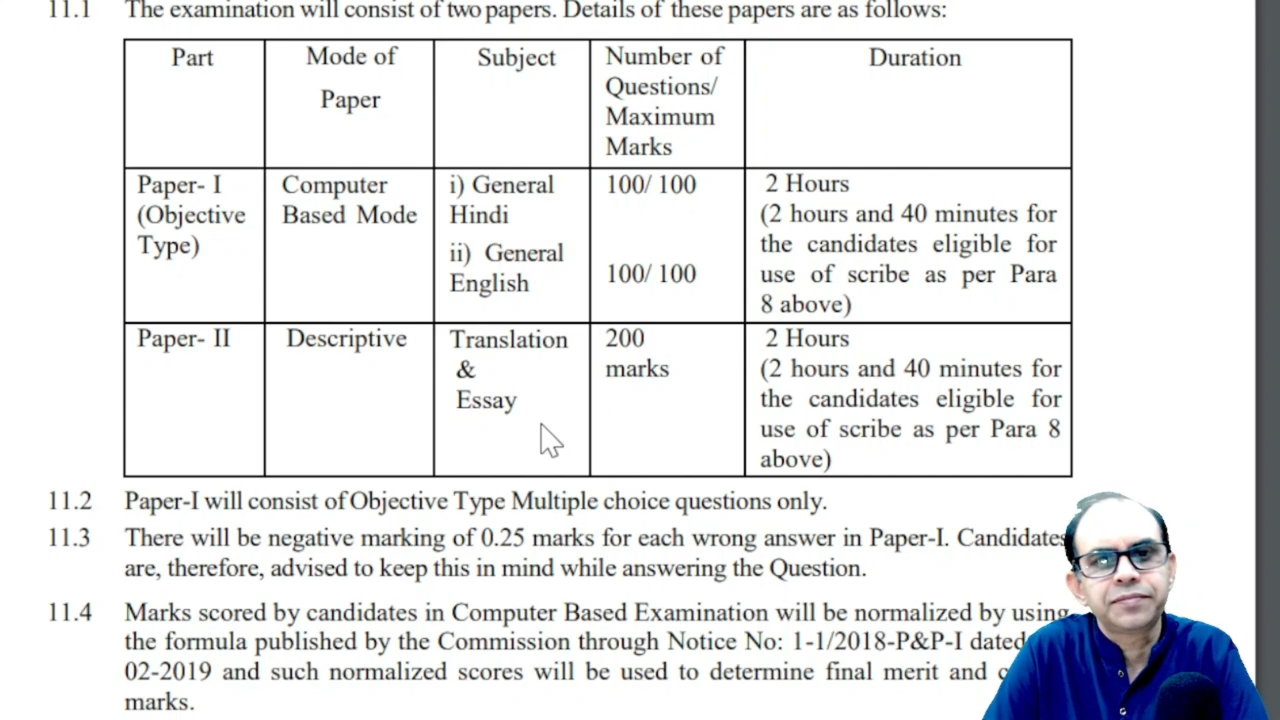 11.1 The examination will consist of two papers. Details of these papers are as follows:
Part
Mode of
Paper
Subject
Number of
Questions/
Maximum
Marks
Duration
Paper- I
(Objective
Type)
Computer
Based Mode
i) General
Hindi
ii) General
English
100/ 100
100/ 100
2 Hours
(2 hours and 40 minutes for
the candidates eligible for
use of scribe as per Para
8 above)
Paper- II
Descriptive
Translation
&
Essay
200
marks
2 Hours
(2 hours and 40 minutes for
the candidates eligible for
use of scribe as per Para 8
above)
11.2 Paper-I will consist of Objective Type Multiple choice questions only.
11.3 There will be negative marking of 0.25 marks for each wrong answer in Paper-I. Candidates
are, therefore, advised to keep this in mind while answering the Question.
11.4 Marks scored by candidates in Computer Based Examination will be normalized by using
the formula published by the Commission through Notice No: 1-1/2018-P&P-I dated
02-2019 and such normalized scores will be used to determine final merit and
marks.